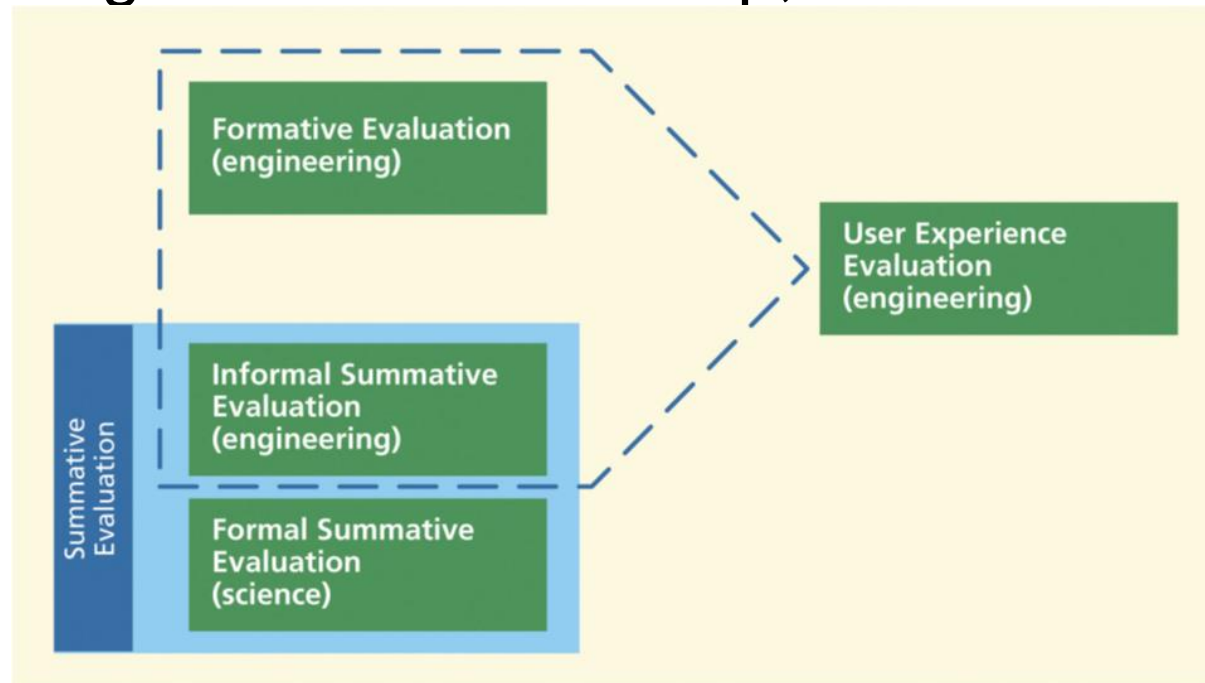 Formative Evaluation
(engineering)
User Experience
Evaluation
(engineering)
Summative
Evaluation
Informal Summative
Evaluation
(engineering)
Formal Summative
Evaluation
(science)